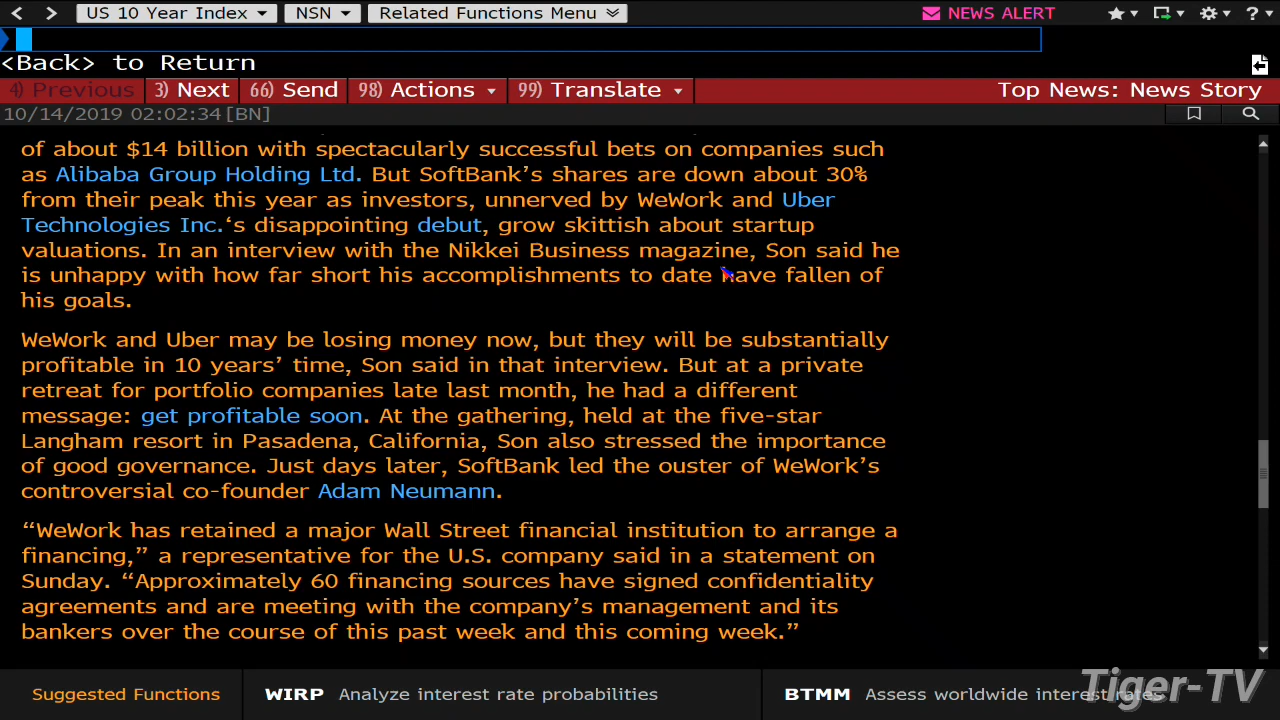 US 10 Year Index NSN Related Functions Menu NEWS ALERT
<Back> to Return
4) Previous 3) Next 66) Send 98) Actions 99) Translate Top News: News Story
10/14/2019 02:02:34 [BN]
of about $14 billion with spectacularly successful bets on companies such
as Alibaba Group Holding Ltd. But SoftBank's shares are down about 30%
from their peak this year as investors, unnerved by WeWork and Uber
Technologies Inc.‘s disappointing debut, grow skittish about startup
valuations. In an interview with the Nikkei Business magazine, Son said he
is unhappy with how far short his accomplishments to date have fallen of
his goals.
WeWork and Uber may be losing money now, but they will be substantially
profitable in 10 years’ time, Son said in that interview. But at a private
retreat for portfolio companies late last month, he had a different
message: get profitable soon. At the gathering, held at the five-star
Langham resort in Pasadena, California, Son also stressed the importance
of good governance. Just days later, SoftBank led the ouster of WeWork’s
controversial co-founder Adam Neumann.
“WeWork has retained a major Wall Street financial institution to arrange a
financing,” a representative for the U.S. company said in a statement on
Sunday. “Approximately 60 financing sources have signed confidentiality
agreements and are meeting with the company’s management and its
bankers over the course of this past week and this coming week.”
Suggested Functions WIRP Analyze interest rate probabilities BTMM Assess worldwide interest rates
Tiger-TV